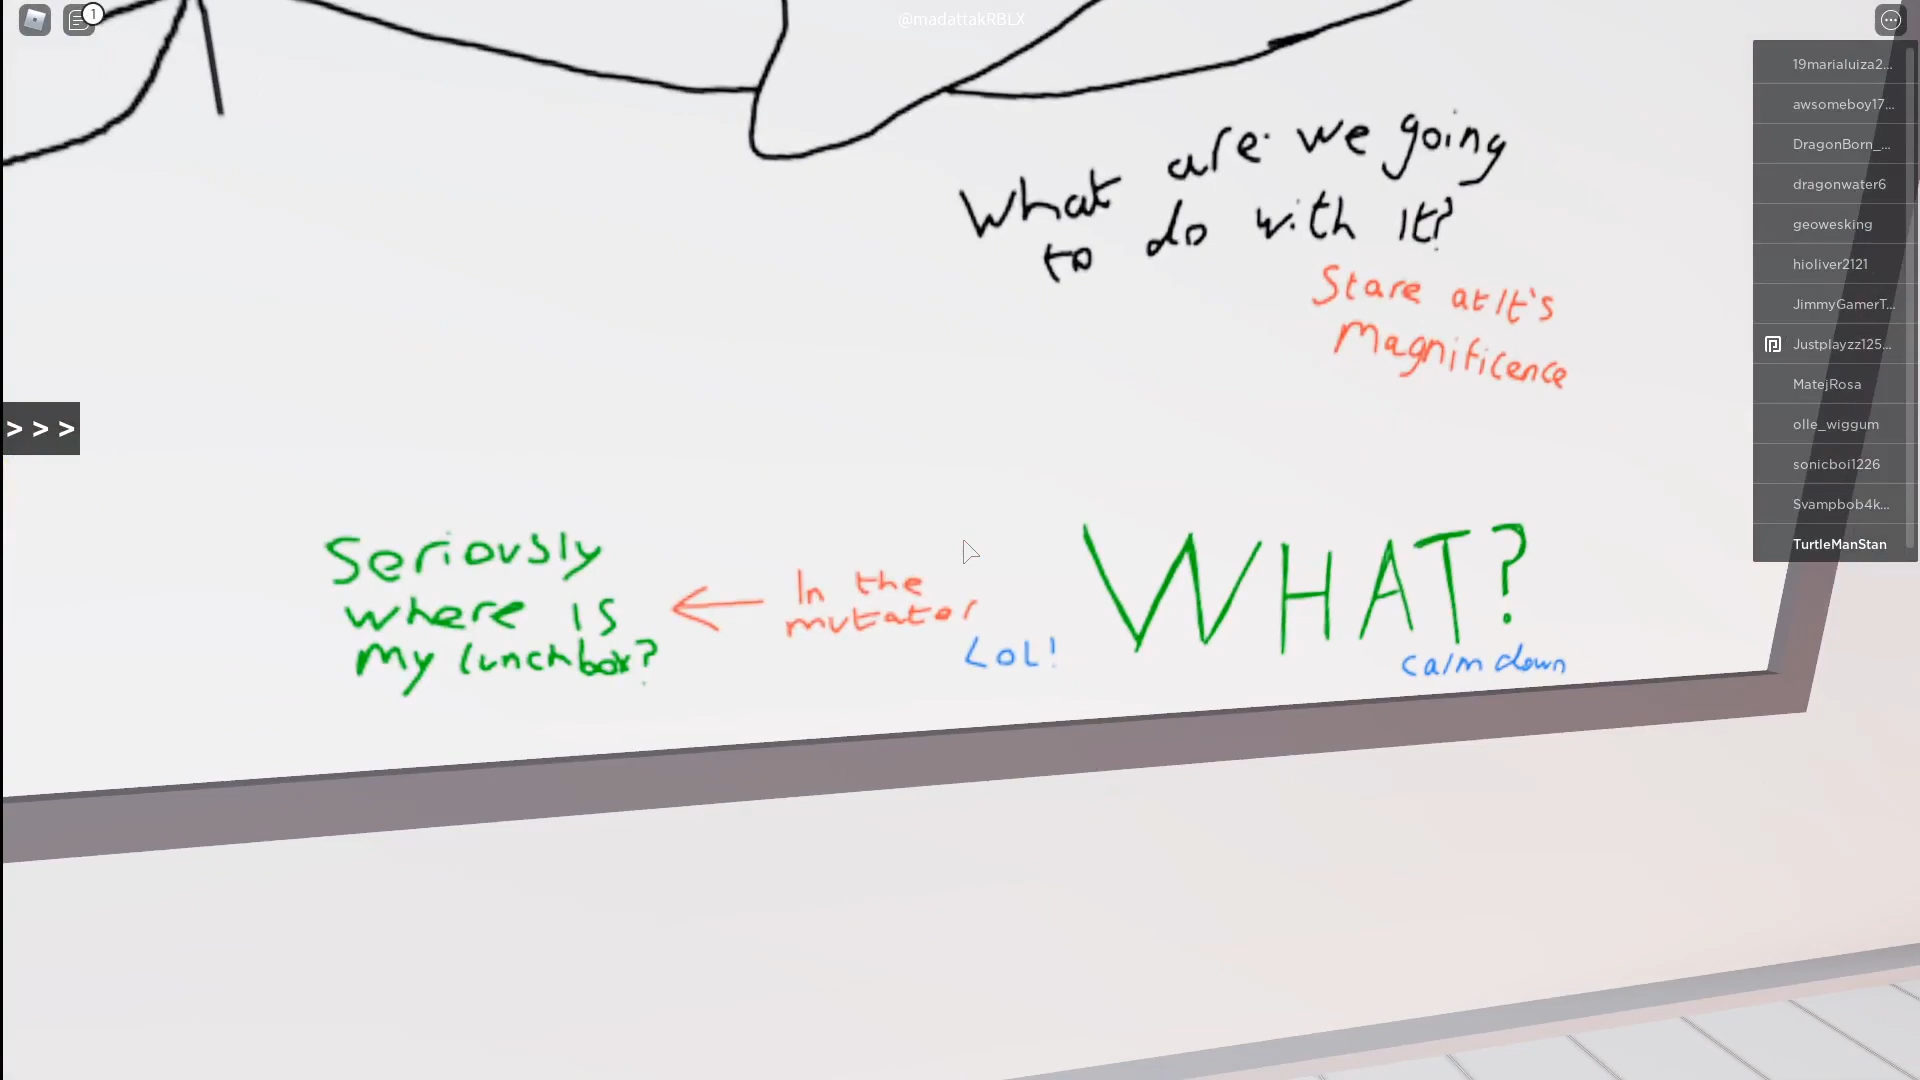 1
@madattakRBLX
19marialuiza2...
awsomeboy17...
DragonBorn_...
dragonwater6
geowesking
hioliver2121
JimmyGamerT...
Justplayzz125...
MatejRosa
olle_wiggum
sonicboi1226
Svampbob4k...
TurtleManStan
What are we going
to do with it?
Stare at It's
Magnificence
> > >
Seriously
where is
my lunchbox?
In the
mutator
LOL!
WHAT?
calm down